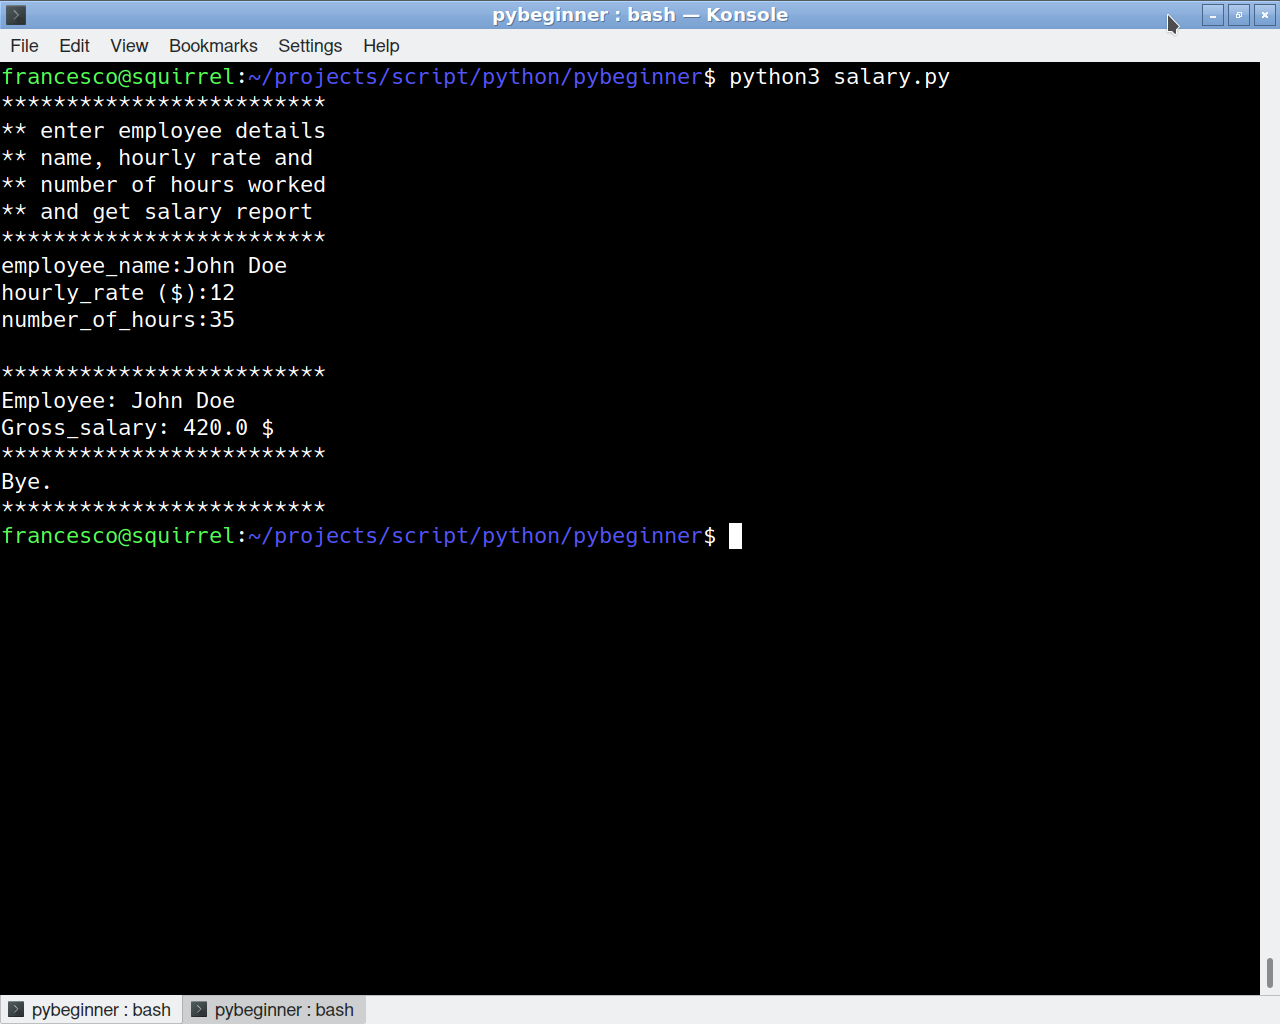 pybeginner : bash — Konsole
File Edit View Bookmarks Settings Help
francesco@squirrel:~/projects/script/python/pybeginner$ python3 salary.py
*************************
** enter employee details
** name, hourly rate and
** number of hours worked
** and get salary report
*************************
employee_name:John Doe
hourly_rate ($):12
number_of_hours:35
*************************
Employee: John Doe
Gross_salary: 420.0 $
*************************
Bye.
*************************
francesco@squirrel:~/projects/script/python/pybeginner$
pybeginner : bash pybeginner : bash